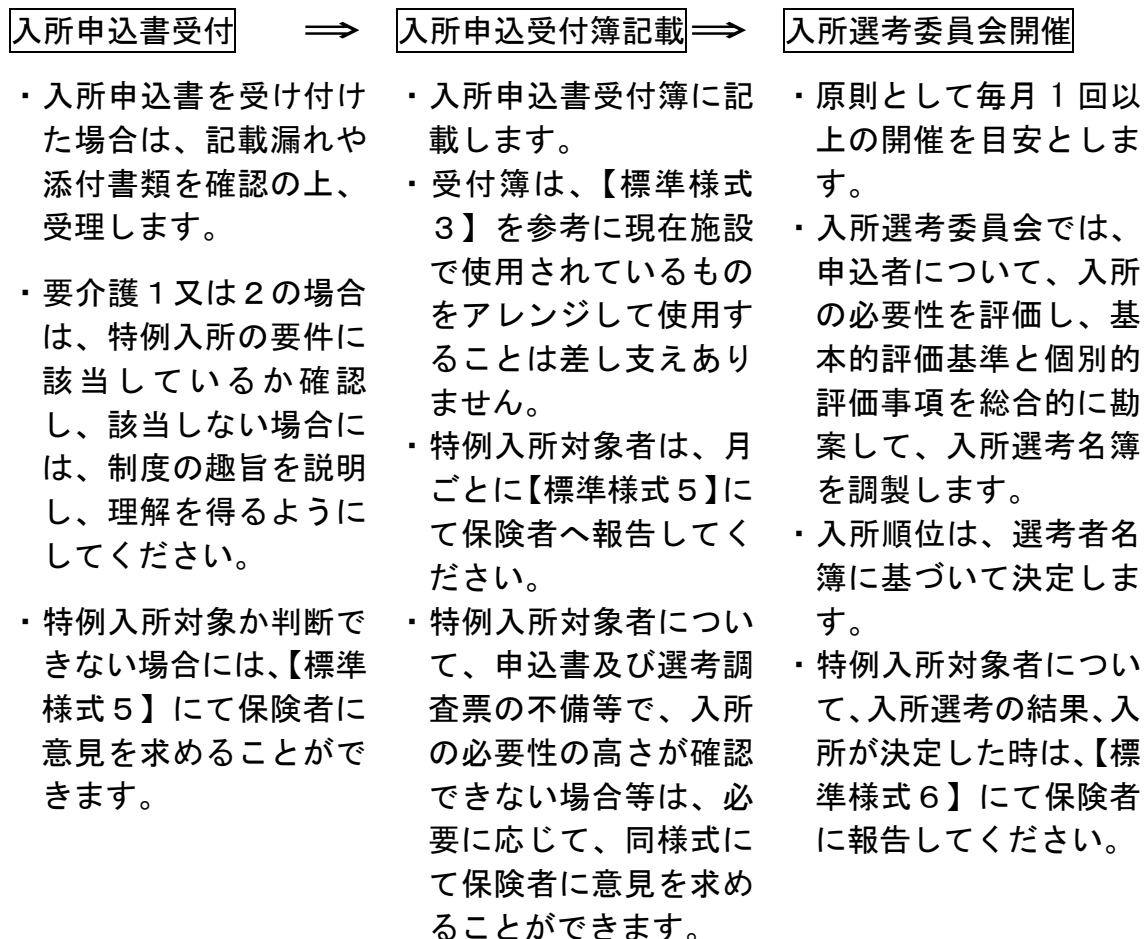 入所申込書受付 ⇒ 入所申込受付簿記載 ⇒ 入所選考委員会開催
・入所申込書を受け付け
た場合は、記載漏れや
添付書類を確認の上、
受理します。
・要介護１又は２の場合
は、特例入所の要件に
該当しているか確認
し、該当しない場合に
は、制度の趣旨を説明
し、理解を得るように
してください。
・特例入所対象か判断で
きない場合には、【標準
様式５】にて保険者に
意見を求めることがで
きます。
・入所申込書受付簿に記
載します。
・受付簿は、【標準様式
３】を参考に現在施設
で使用されているもの
をアレンジして使用す
ることは差し支えあり
ません。
・特例入所対象者は、月
ごとに【標準様式５】に
て保険者へ報告してく
ださい。
・特例入所対象者につい
て、申込書及び選考調
査票の不備等で、入所
の必要性の高さが確認
できない場合等は、必
要に応じて、同様式に
て保険者に意見を求め
ることができます。
・原則として毎月１回以
上の開催を目安としま
す。
・入所選考委員会では、
申込者について、入所
の必要性を評価し、基
本的評価基準と個別的
評価事項を総合的に勘
案して、入所選考名簿
を調製します。
・入所順位は、選考者名
簿に基づいて決定しま
す。
・特例入所対象者につい
て、入所選考の結果、入
所が決定した時は、【標
準様式６】にて保険者
に報告してください。